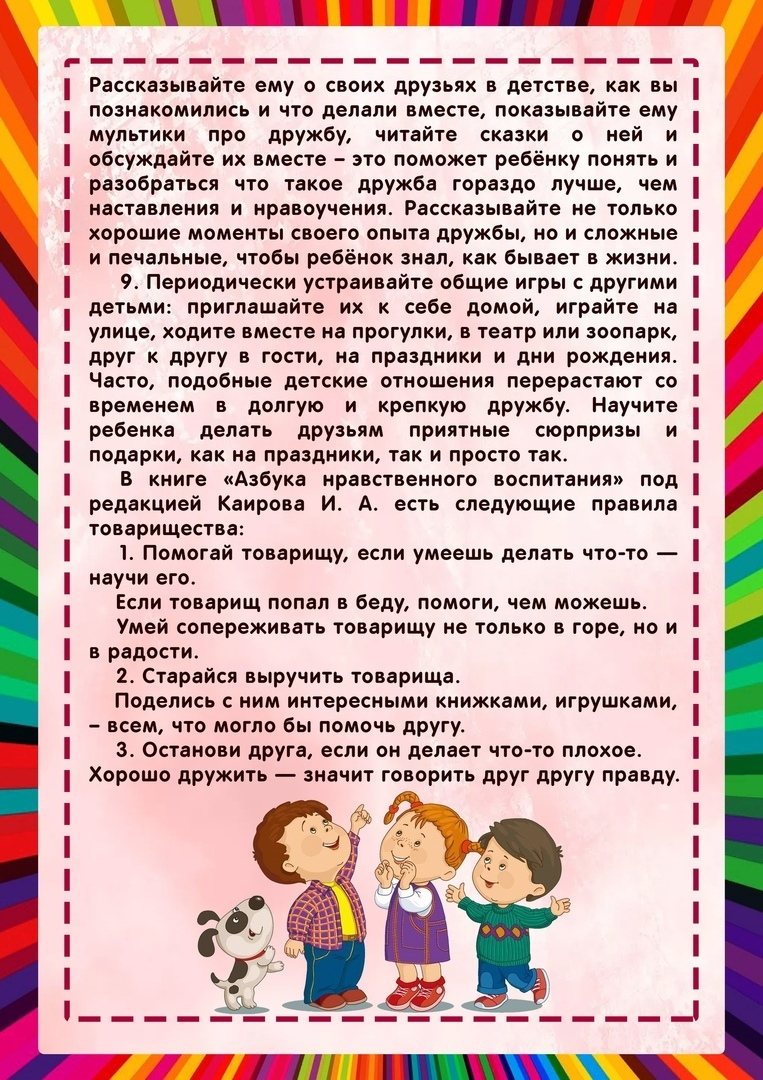 Рассказывайте ему о своих друзьях в детстве, как вы
познакомились и что делали вместе, показывайте ему
мультики про дружбу, читайте сказки о ней и
обсуждайте их вместе – это поможет ребёнку понять и
разобраться что такое дружба гораздо лучше, чем
наставления и нравоучения. Рассказывайте не только
хорошие моменты своего опыта дружбы, но и сложные
и печальные, чтобы ребёнок знал, как бывает в жизни.
9. Периодически устраивайте общие игры с другими
детьми: приглашайте их к себе домой, играйте на
улице, ходите вместе на прогулки, в театр или зоопарк,
друг к другу в гости, на праздники и дни рождения.
Часто, подобные детские отношения перерастают со
временем в долгую и крепкую дружбу. Научите
ребенка делать друзьям приятные сюрпризы и
подарки, как на праздники, так и просто так.
В книге «Азбука нравственного воспитания» под
редакцией Каирова И. А. есть следующие правила
товарищества:
1. Помогай товарищу, если умеешь делать что-то —
научи его.
Если товарищ попал в беду, помоги, чем можешь.
Умей сопереживать товарищу не только в горе, но и
в радости.
2. Старайся выручить товарища.
Поделись с ним интересными книжками, игрушками,
– всем, что могло бы помочь другу.
3. Останови друга, если он делает что-то плохое.
Хорошо дружить — значит говорить друг другу правду.